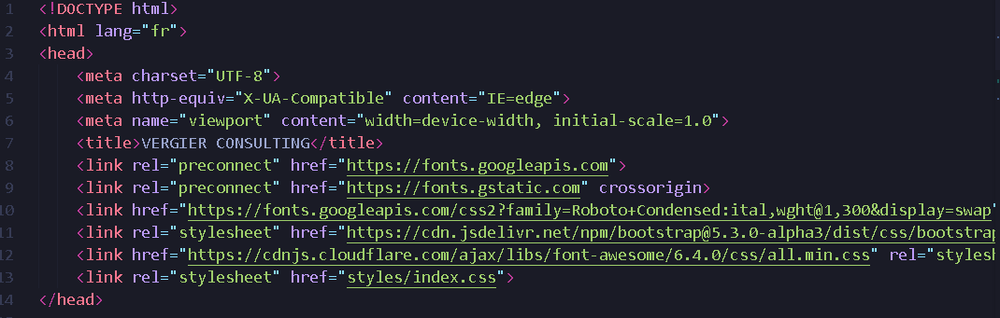 1 <!DOCTYPE html>
2 <html lang="fr">
3 <head>
4 <meta charset="UTF-8">
5 <meta http-equiv="X-UA-Compatible" content="IE=edge">
6 <meta name="viewport" content="width=device-width, initial-scale=1.0">
7 <title>VERGIER CONSULTING</title>
8 <link rel="preconnect" href="https://fonts.googleapis.com">
9 <link rel="preconnect" href="https://fonts.gstatic.com" crossorigin>
10 <link href="https://fonts.googleapis.com/css2?family=Roboto+Condensed:ital,wght@1,300&display=swap"
11 <link rel="stylesheet" href="https://cdn.jsdelivr.net/npm/bootstrap@5.3.0-alpha3/dist/css/bootstrap
12 <link href="https://cdnjs.cloudflare.com/ajax/libs/font-awesome/6.4.0/css/all.min.css" rel="stylesh
13 <link rel="stylesheet" href="styles/index.css">
14 </head>